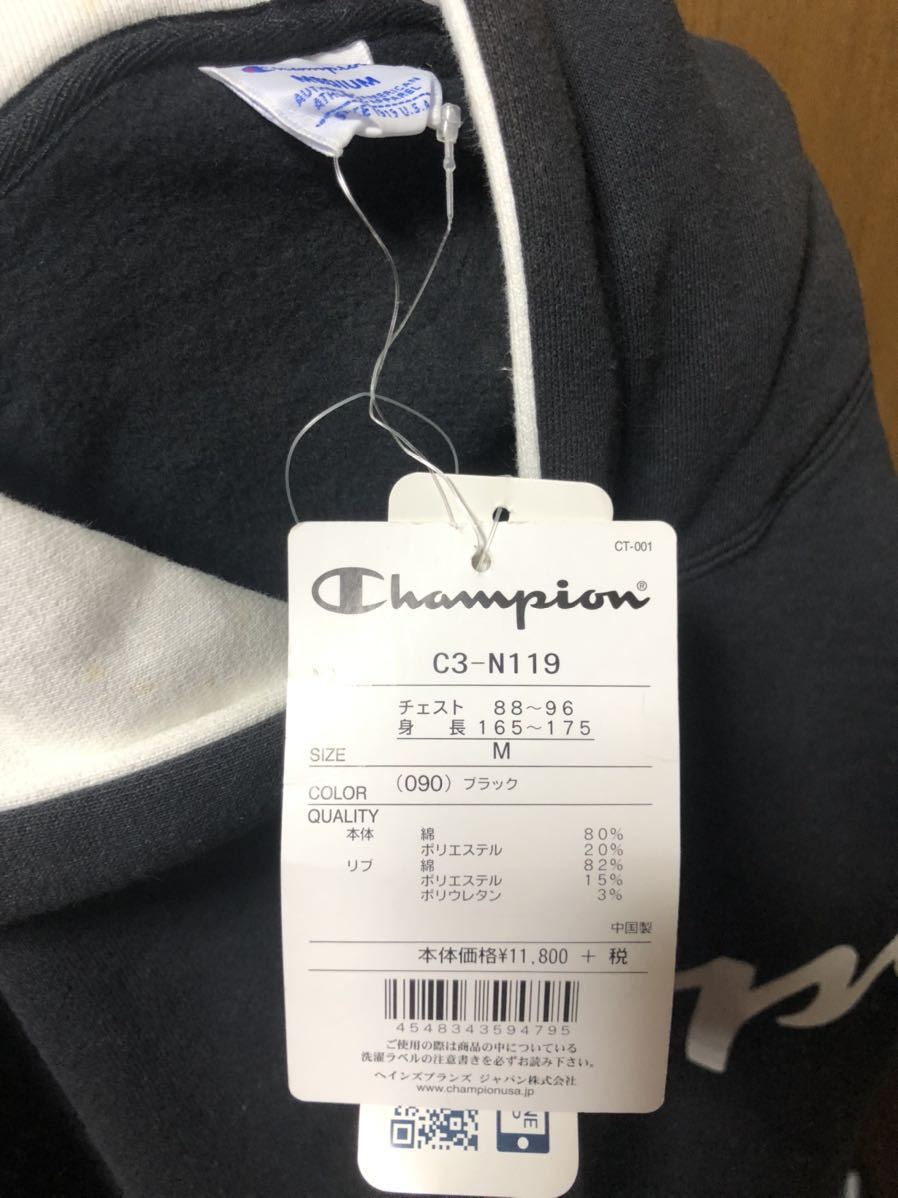 Champion
MEDIUM
AMERICAN
APPAREL
1919 U.S.A
CT-001
Champion®
C3-N119
チェスト 88～96
身 長 165～175
SIZE M
COLOR (090) ブラック
QUALITY
本体 綿 80%
ポリエステル 20%
リブ 綿 82%
ポリエステル 15%
ポリウレタン 3%
中国製
本体価格¥11,800 + 税
4548343594795
ご使用の際は商品の中についている
洗濯ラベルの注意書きを必ずお読み下さい。
ヘインズブランズ ジャパン株式会社
www.championusa.jp